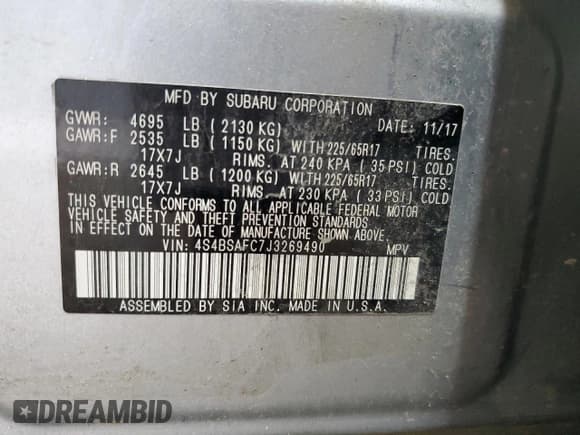 MFD BY SUBARU CORPORATION
GVWR: 4695 LB ( 2130 KG) DATE: 11/17
GAWR:F 2535 LB ( 1150 KG) WITH 225/65R17 TIRES.
17X7J RIMS. AT 240 KPA ( 35 PSI) COLD
GAWR:R 2645 LB ( 1200 KG) WITH 225/65R17 TIRES.
17X7J RIMS. AT 230 KPA ( 33 PSI) COLD
THIS VEHICLE CONFORMS TO ALL APPLICABLE FEDERAL MOTOR
VEHICLE SAFETY AND THEFT PREVENTION STANDARDS
IN EFFECT ON THE DATE OF MANUFACTURE SHOWN ABOVE.
VIN: 4S4BSAFC7J3269490 MPV
ASSEMBLED BY SIA INC. MADE IN U.S.A.
DREAMBID